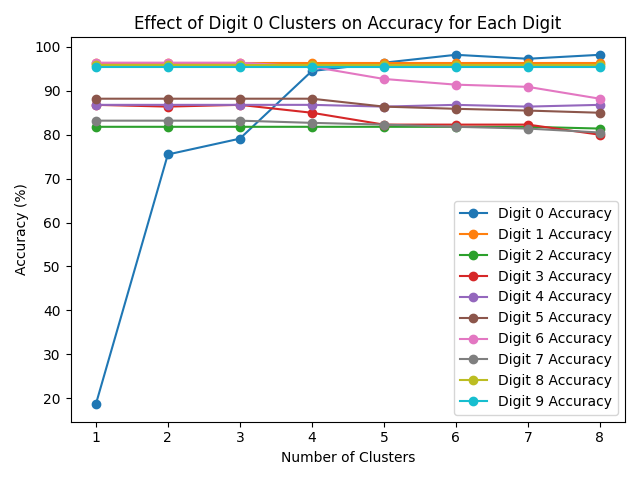 Effect of Digit 0 Clusters on Accuracy for Each Digit
Accuracy (%)
100
90
80
70
60
50
40
30
20
Digit 0 Accuracy
Digit 1 Accuracy
Digit 2 Accuracy
Digit 3 Accuracy
Digit 4 Accuracy
Digit 5 Accuracy
Digit 6 Accuracy
Digit 7 Accuracy
Digit 8 Accuracy
Digit 9 Accuracy
1 2 3 4 5 6 7 8
Number of Clusters